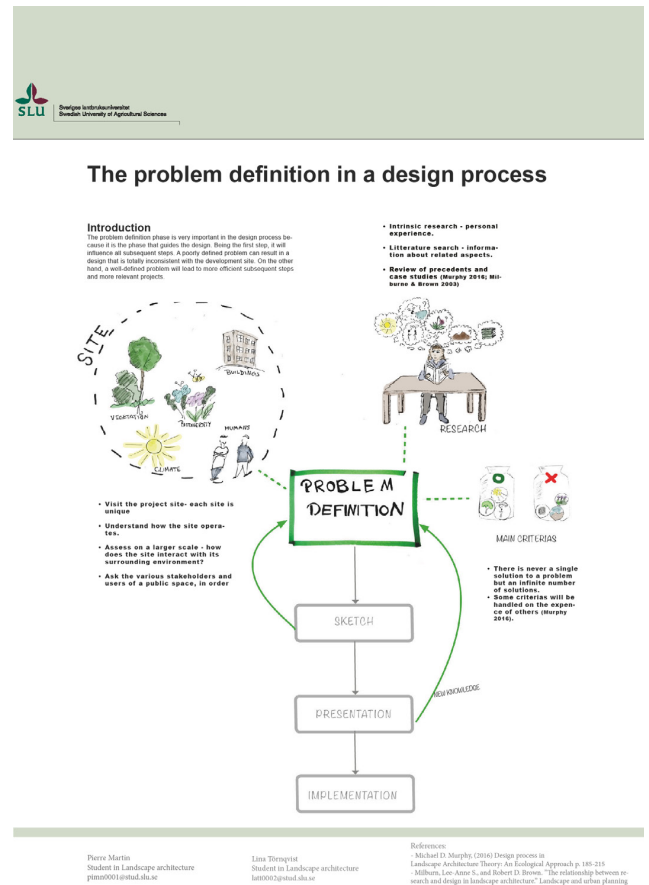 SLU
Sveriges lantbruksuniversitet
Swedish University of Agricultural Sciences
The problem definition in a design process
Introduction
The problem definition phase is very important in the design process be-
cause it is the phase that guides the design. Being the first step, it will
influence all subsequent steps. A poorly defined problem can result in a
design that is totally inconsistent with the development site. On the other
hand, a well-defined problem will lead to more efficient subsequent steps
and more relevant projects.
• Intrinsic research - personal
experience.
• Litterature search - informa-
tion about related aspects.
• Review of precedents and
case studies (Murphy 2016; Mil-
burne & Brown 2003)
SITE
BUILDINGS
VEGETATION
BIODIVERSITY
HUMANS
CLIMATE
RESEARCH
PROBLEM
DEFINITION
MAIN CRITERIAS
• Visit the project site- each site is
unique
• Understand how the site opera-
tes.
• Assess on a larger scale - how
does the site interact with its
surrounding environment?
• Ask the various stakeholders and
users of a public space, in order
• There is never a single
solution to a problem
but an infinite number
of solutions.
• Some criterias will be
handled on the expen-
ce of others (Murphy
2016).
SKETCH
PRESENTATION
NEW KNOWLEDGE
IMPLEMENTATION
Pierre Martin
Student in Landscape architecture
pimn0001@stud.slu.se
Lina Törnqvist
Student in Landscape architecture
latt0002@stud.slu.se
References:
- Michael D. Murphy, (2016) Design process in
Landscape Architecture Theory: An Ecological Approach p. 185-215
- Milburn, Lee-Anne S., and Robert D. Brown. "The relationship between re-
search and design in landscape architecture." Landscape and urban planning